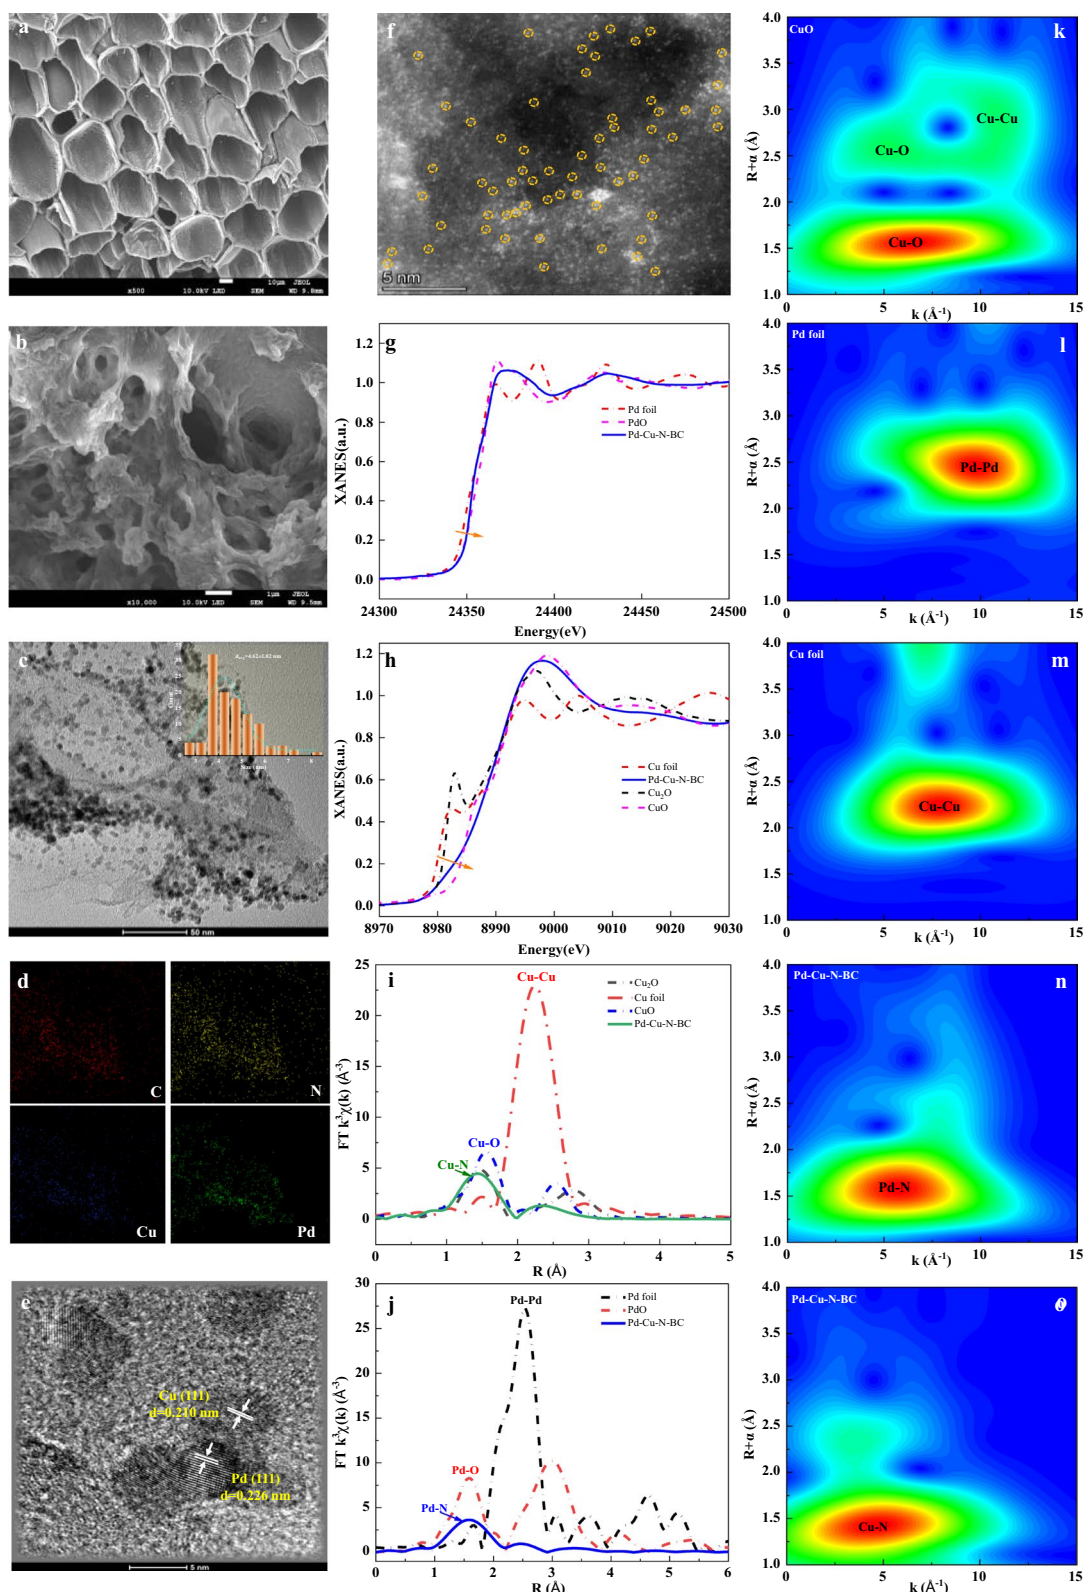 a
x500 10.0kV LED SEM 10μm JEOL WD 9.8mm
b
x10,000 10.0kV LED SEM 1μm JEOL WD 9.5mm
c
Size (nm)
50 nm
d
C
N
Cu
Pd
e
Cu (111)
d=0.210 nm
Pd (111)
d=0.226 nm
5 nm
f
5 nm
g
XANES(a.u.)
1.2
1.0
0.8
0.6
0.4
0.2
0.0
Pd foil
PdO
Pd-Cu-N-BC
24300 24350 24400 24450 24500
Energy(eV)
h
XANES(a.u.)
1.2
1.0
0.8
0.6
0.4
0.2
0.0
Cu foil
Pd-Cu-N-BC
Cu₂O
CuO
8970 8980 8990 9000 9010 9020 9030
Energy(eV)
i
FT k³χ(k) (Å⁻³)
25
20
15
10
5
0
Cu-Cu
Cu-O
Cu-N
Cu₂O
Cu foil
CuO
Pd-Cu-N-BC
0 1 2 3 4 5
R (Å)
j
FT k³χ(k) (Å⁻³)
30
25
20
15
10
5
0
Pd-Pd
Pd-O
Pd-N
Pd foil
PdO
Pd-Cu-N-BC
0 1 2 3 4 5 6
R (Å)
CuO
k
R+α (Å)
4.0
3.5
3.0
2.5
2.0
1.5
1.0
Cu-Cu
Cu-O
Cu-O
0 5 10 15
k (Å⁻¹)
Pd foil
l
R+α (Å)
4.0
3.5
3.0
2.5
2.0
1.5
1.0
Pd-Pd
0 5 10 15
k (Å⁻¹)
Cu foil
m
R+α (Å)
4.0
3.5
3.0
2.5
2.0
1.5
1.0
Cu-Cu
0 5 10 15
k (Å⁻¹)
Pd-Cu-N-BC
n
R+α (Å)
4.0
3.5
3.0
2.5
2.0
1.5
1.0
Pd-N
0 5 10 15
k (Å⁻¹)
Pd-Cu-N-BC
o
R+α (Å)
4.0
3.5
3.0
2.5
2.0
1.5
1.0
Cu-N
0 5 10 15
k (Å⁻¹)